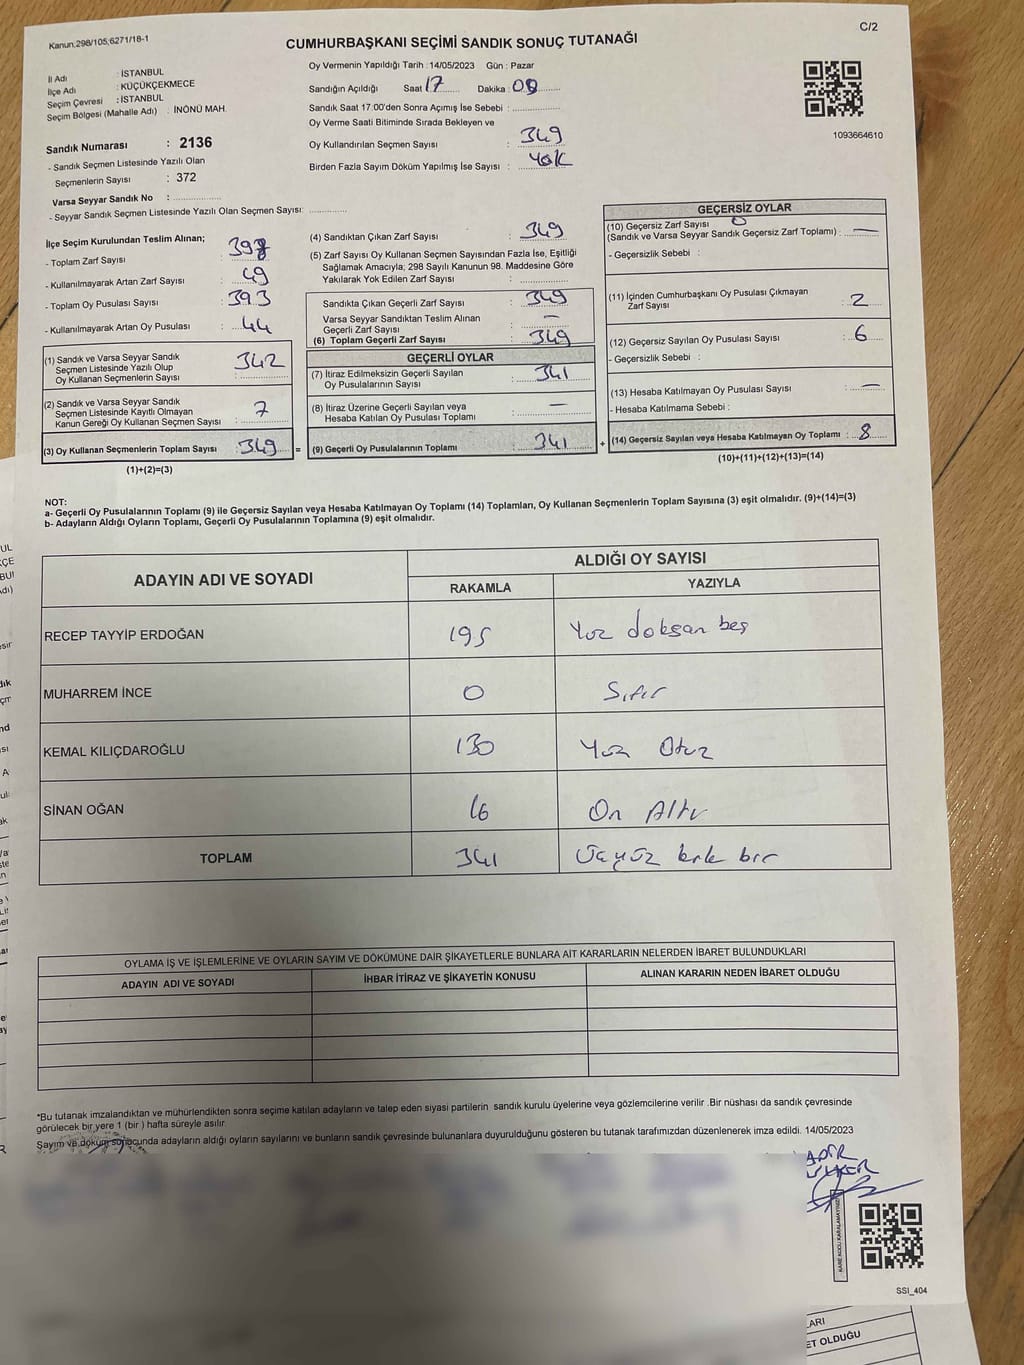 Kanun:298/105;6271/18-1
C/2
CUMHURBAŞKANI SEÇİMİ SANDIK SONUÇ TUTANAĞI
İl Adı : İSTANBUL
İlçe Adı : KÜÇÜKÇEKMECE
Seçim Çevresi : İSTANBUL
Seçim Bölgesi (Mahalle Adı) : İNÖNÜ MAH.
Sandık Numarası : 2136
- Sandık Seçmen Listesinde Yazılı Olan
Seçmenlerin Sayısı : 372
Varsa Seyyar Sandık No :
- Seyyar Sandık Seçmen Listesinde Yazılı Olan Seçmen Sayısı:
Oy Vermenin Yapıldığı Tarih : 14/05/2023 Gün : Pazar
Sandığın Açıldığı Saat 17 Dakika : 00
Sandık Saat 17:00'den Sonra Açımış İse Sebebi :
Oy Verme Saati Bitiminde Sırada Bekleyen ve
Oy Kullandırılan Seçmen Sayısı : 349
Birden Fazla Sayım Döküm Yapılmış İse Sayısı : Yok
1093664610
İlçe Seçim Kurulundan Teslim Alınan;
- Toplam Zarf Sayısı : 398
- Kullanılmayarak Artan Zarf Sayısı : 49
- Toplam Oy Pusulası Sayısı : 393
- Kullanılmayarak Artan Oy Pusulası : 44
(1) Sandık ve Varsa Seyyar Sandık
Seçmen Listesinde Yazılı Olup
Oy Kullanan Seçmenlerin Sayısı : 342
(2) Sandık ve Varsa Seyyar Sandık
Seçmen Listesinde Kayıtlı Olmayan
Kanun Gereği Oy Kullanan Seçmen Sayısı : 7
(3) Oy Kullanan Seçmenlerin Toplam Sayısı : 349 =
(1)+(2)=(3)
(4) Sandıktan Çıkan Zarf Sayısı : 349
(5) Zarf Sayısı Oy Kullanan Seçmen Sayısından Fazla İse, Eşitliği
Sağlamak Amacıyla; 298 Sayılı Kanunun 98. Maddesine Göre
Yakılarak Yok Edilen Zarf Sayısı :
Sandıkta Çıkan Geçerli Zarf Sayısı : 349
Varsa Seyyar Sandıktan Teslim Alınan
Geçerli Zarf Sayısı : —
(6) Toplam Geçerli Zarf Sayısı : 349
GEÇERLİ OYLAR
(7) İtiraz Edilmeksizin Geçerli Sayılan
Oy Pusulalarının Sayısı : 341
(8) İtiraz Üzerine Geçerli Sayılan veya
Hesaba Katılan Oy Pusulası Toplamı : —
(9) Geçerli Oy Pusulalarının Toplamı : 341 +
GEÇERSİZ OYLAR
(10) Geçersiz Zarf Sayısı 0
(Sandık ve Varsa Seyyar Sandık Geçersiz Zarf Toplamı) : —
- Geçersizlik Sebebi :
(11) İçinden Cumhurbaşkanı Oy Pusulası Çıkmayan
Zarf Sayısı : 2
(12) Geçersiz Sayılan Oy Pusulası Sayısı : 6
- Geçersizlik Sebebi :
(13) Hesaba Katılmayan Oy Pusulası Sayısı : —
- Hesaba Katılmama Sebebi :
(14) Geçersiz Sayılan veya Hesaba Katılmayan Oy Toplamı : 8
(10)+(11)+(12)+(13)=(14)
NOT:
a- Geçerli Oy Pusulalarının Toplamı (9) ile Geçersiz Sayılan veya Hesaba Katılmayan Oy Toplamı (14) Toplamları, Oy Kullanan Seçmenlerin Toplam Sayısına (3) eşit olmalıdır. (9)+(14)=(3)
b- Adayların Aldığı Oyların Toplamı, Geçerli Oy Pusulalarının Toplamına (9) eşit olmalıdır.
ADAYIN ADI VE SOYADI ALDIĞI OY SAYISI
RAKAMLA YAZIYLA
RECEP TAYYİP ERDOĞAN 195 Yüz doksan beş
MUHARREM İNCE 0 Sıfır
KEMAL KILIÇDAROĞLU 130 Yüz Otuz
SİNAN OĞAN 16 On Altı
TOPLAM 341 Üçyüz kırk bir
OYLAMA İŞ VE İŞLEMLERİNE VE OYLARIN SAYIM VE DÖKÜMÜNE DAİR ŞİKAYETLERLE BUNLARA AİT KARARLARIN NELERDEN İBARET BULUNDUKLARI
ADAYIN ADI VE SOYADI İHBAR İTİRAZ VE ŞİKAYETİN KONUSU ALINAN KARARIN NEDEN İBARET OLDUĞU
*Bu tutanak imzalandıktan ve mühürlendikten sonra seçime katılan adayların ve talep eden siyasi partilerin sandık kurulu üyelerine veya gözlemcilerine verilir .Bir nüshası da sandık çevresinde
görülecek bir yere 1 (bir ) hafta süreyle asılır
Sayım ve döküm sonucunda adayların aldığı oyların sayılarını ve bunların sandık çevresinde bulunanlara duyurulduğunu gösteren bu tutanak tarafımızdan düzenlenerek imza edildi. 14/05/2023
KARE KODU KARALAMAYINIZ
SSI_404
ARI
ET OLDUĞU